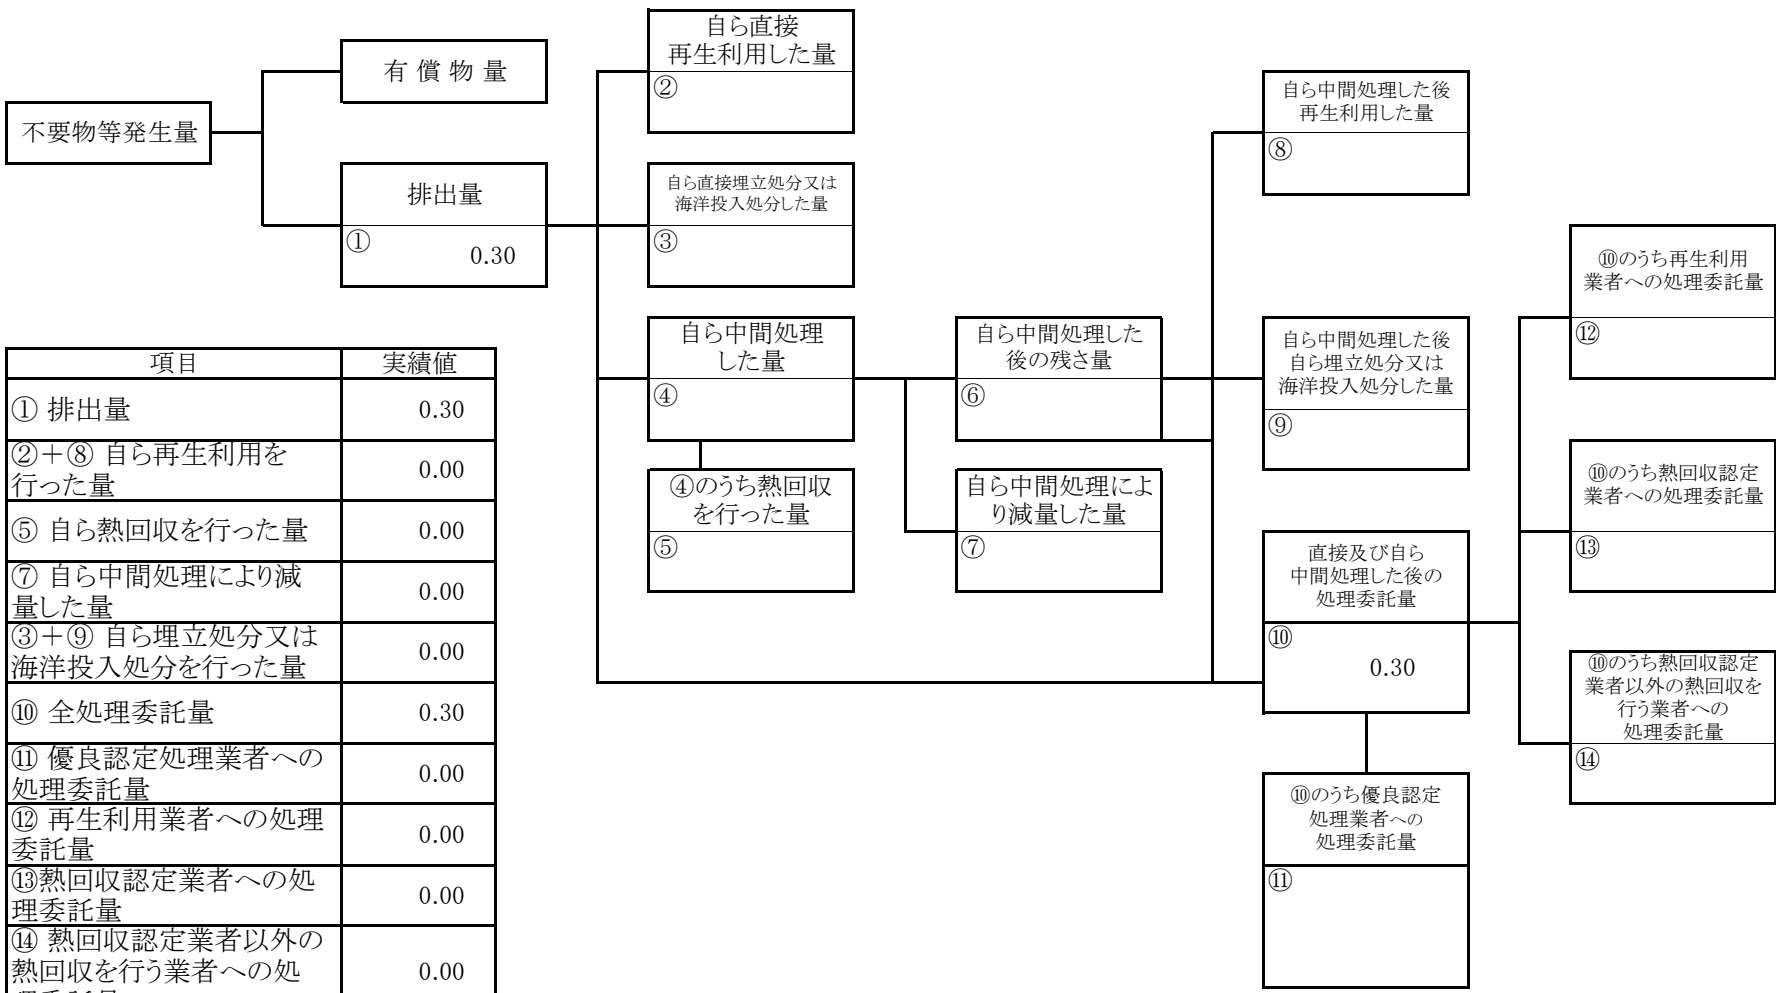 不要物等発生量
有償物量
排出量
① 0.30
自ら直接
再生利用した量
②
自ら直接埋立処分又は
海洋投入処分した量
③
自ら中間処理
した量
④
④のうち熱回収
を行った量
⑤
自ら中間処理した
後の残さ量
⑥
自ら中間処理によ
り減量した量
⑦
自ら中間処理した後
再生利用した量
⑧
自ら中間処理した後
自ら埋立処分又は
海洋投入処分した量
⑨
直接及び自ら
中間処理した後の
処理委託量
⑩
0.30
⑩のうち優良認定
処理業者への
処理委託量
⑪
⑩のうち再生利用
業者への処理委託量
⑫
⑩のうち熱回収認定
業者への処理委託量
⑬
⑩のうち熱回収認定
業者以外の熱回収を
行う業者への
処理委託量
⑭
項目 実績値
① 排出量 0.30
②+⑧ 自ら再生利用を
行った量 0.00
⑤ 自ら熱回収を行った量 0.00
⑦ 自ら中間処理により減
量した量 0.00
③+⑨ 自ら埋立処分又は
海洋投入処分を行った量 0.00
⑩ 全処理委託量 0.30
⑪ 優良認定処理業者への
処理委託量 0.00
⑫ 再生利用業者への処理
委託量 0.00
⑬熱回収認定業者への処
理委託量 0.00
⑭ 熱回収認定業者以外の
熱回収を行う業者への処 0.00